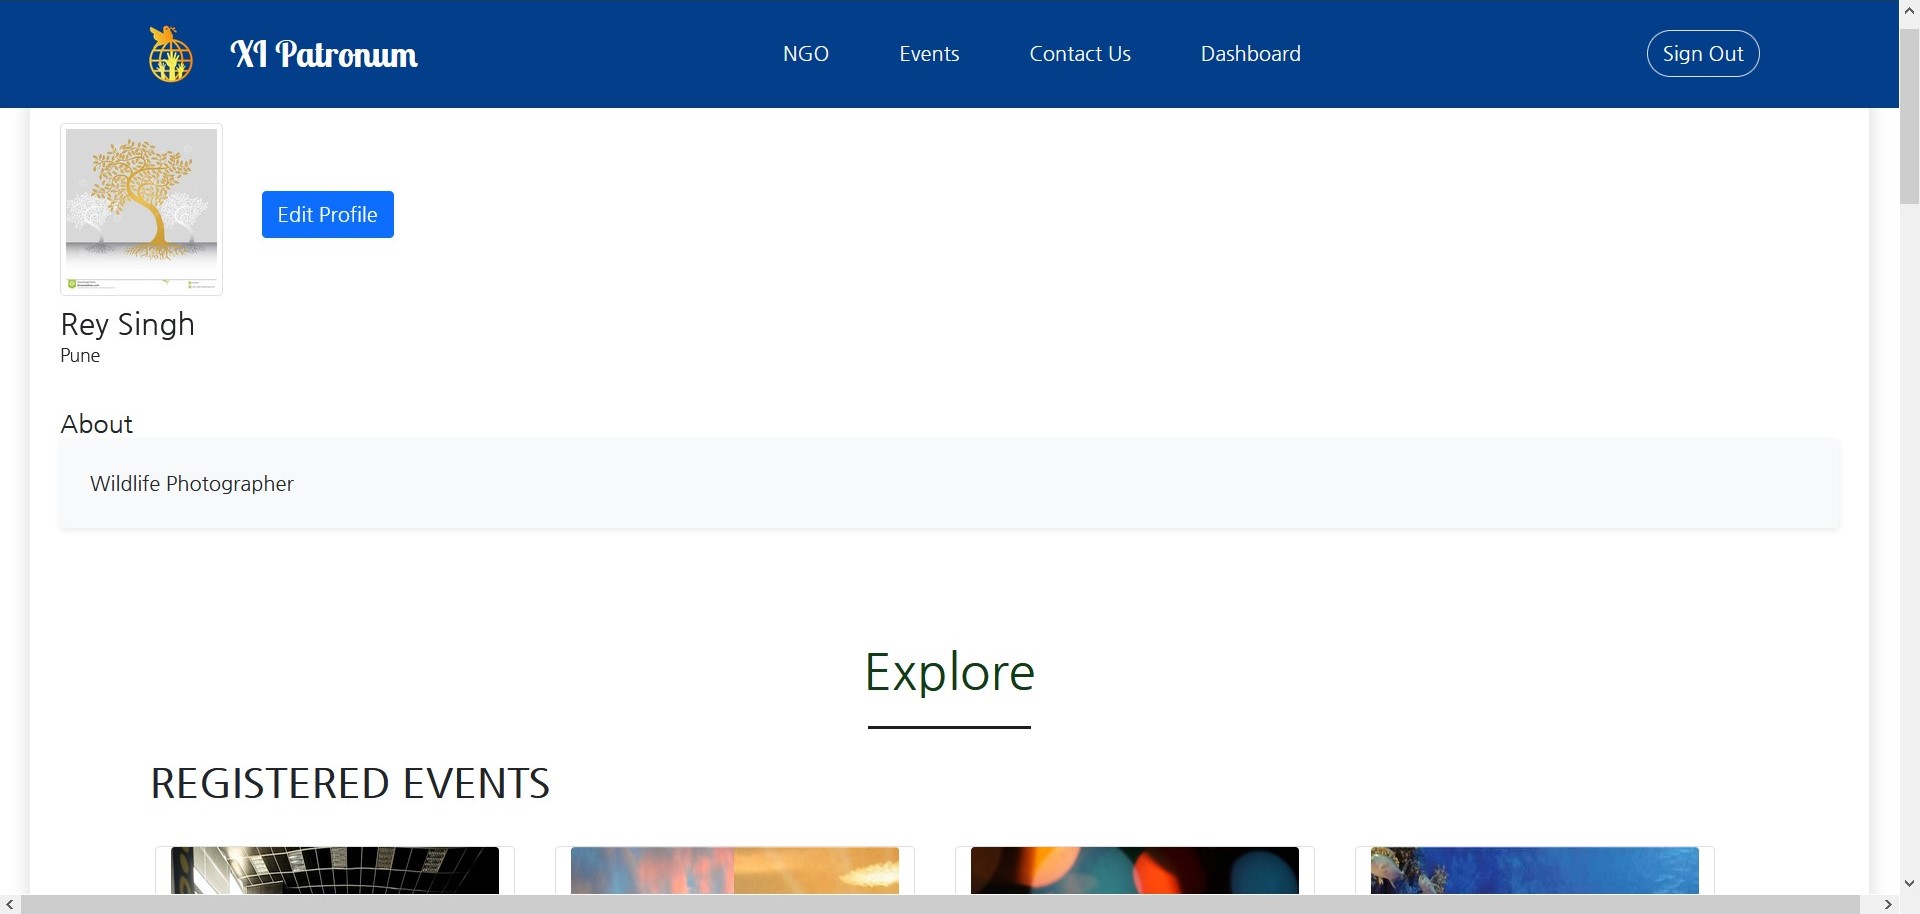 XI Patronum
NGO
Events
Contact Us
Dashboard
Sign Out
Edit Profile
Rey Singh
Pune
About
Wildlife Photographer
Explore
REGISTERED EVENTS